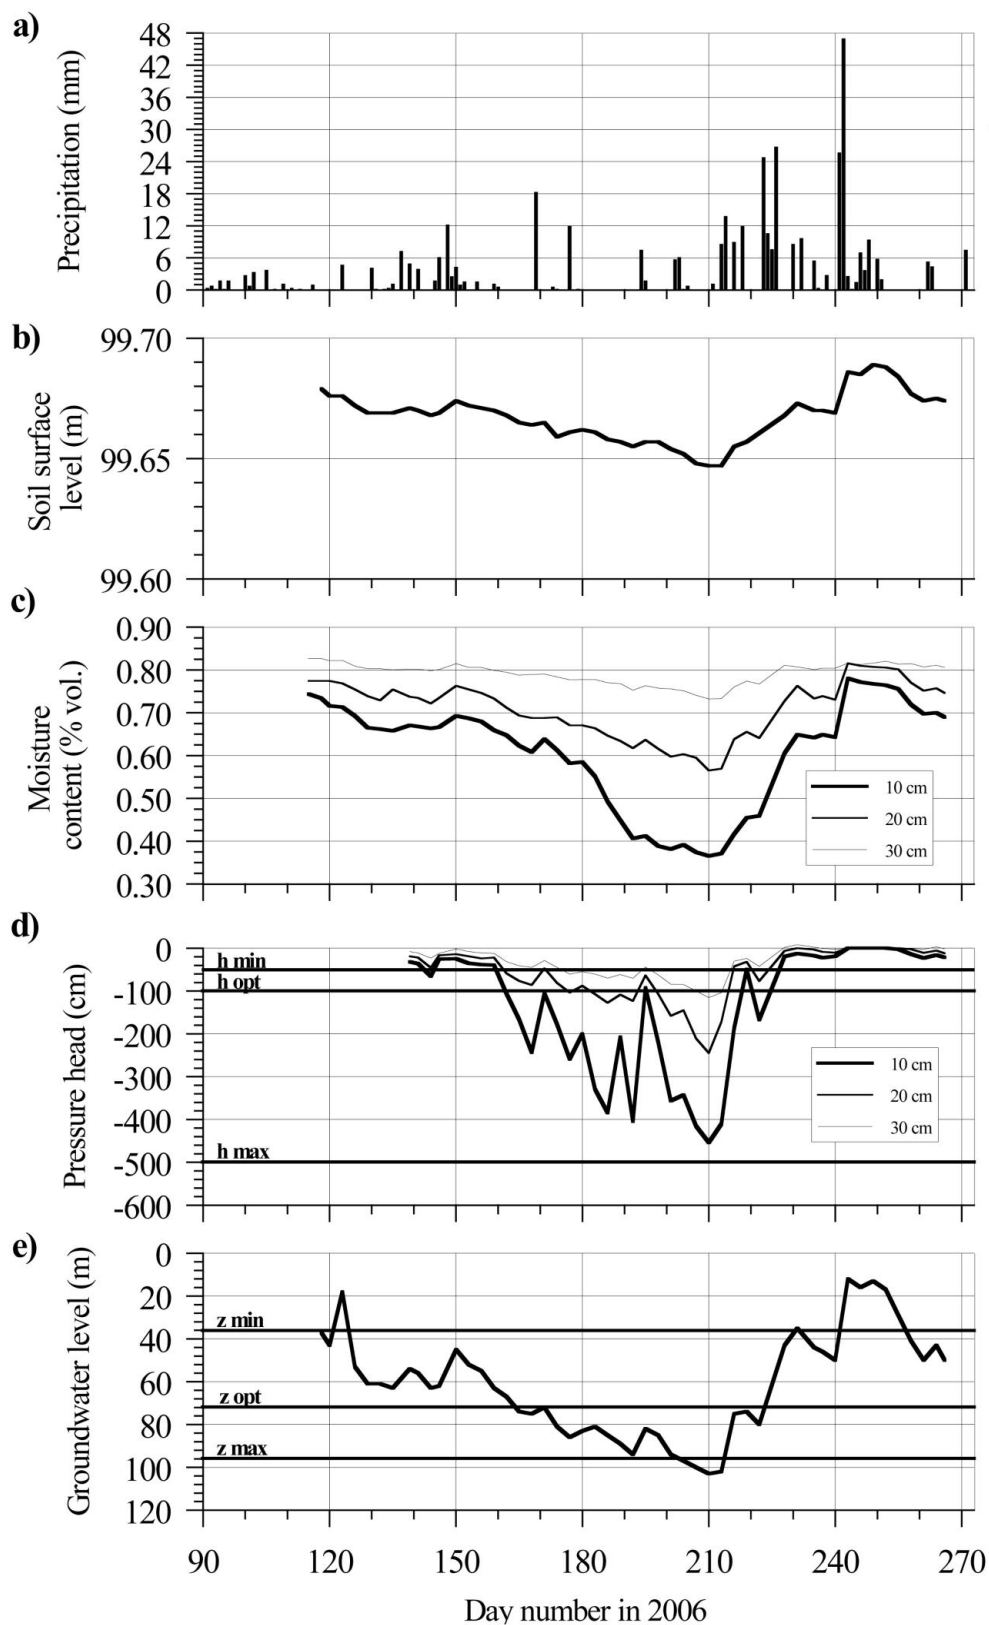 a)
Precipitation (mm)
48
42
36
30
24
18
12
6
0
b)
Soil surface
level (m)
99.70
99.65
99.60
c)
Moisture
content (% vol.)
0.90
0.80
0.70
0.60
0.50
0.40
0.30
10 cm
20 cm
30 cm
d)
Pressure head (cm)
0
-100
-200
-300
-400
-500
-600
h min
h opt
h max
10 cm
20 cm
30 cm
e)
Groundwater level (m)
0
20
40
60
80
100
120
z min
z opt
z max
90 120 150 180 210 240 270
Day number in 2006